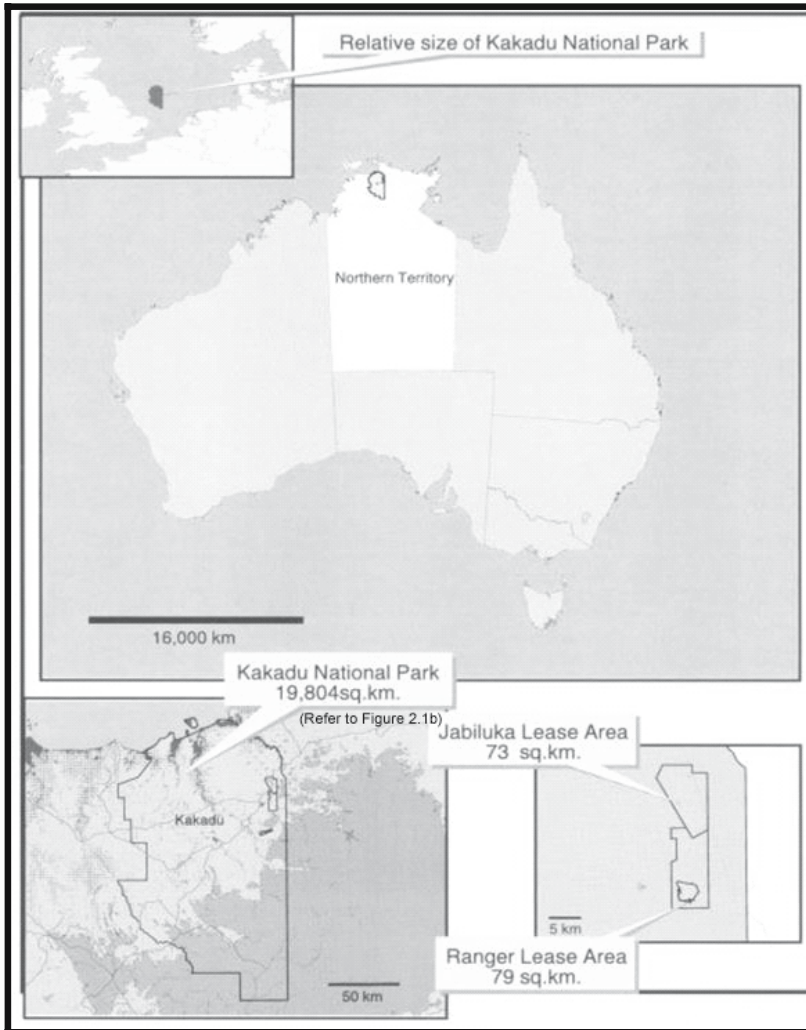 Relative size of Kakadu National Park
Northern Territory
16,000 km
Kakadu National Park
19,804sq.km.
(Refer to Figure 2.1b)
Kakadu
50 km
Jabiluka Lease Area
73 sq.km.
5 km
Ranger Lease Area
79 sq.km.